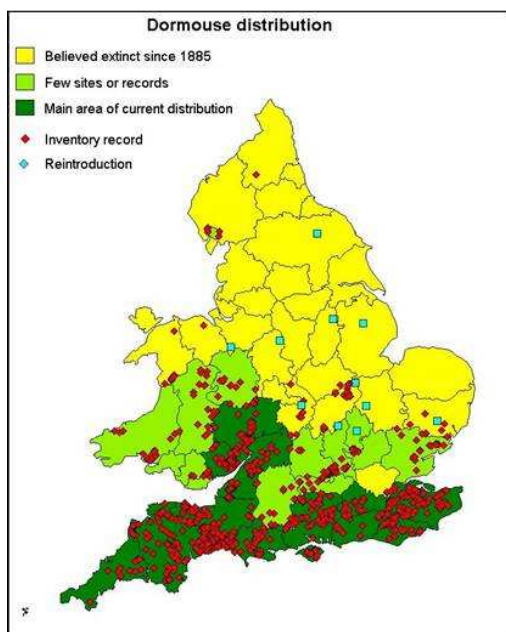 Dormouse distribution
Believed extinct since 1885
Few sites or records
Main area of current distribution
Inventory record
Reintroduction